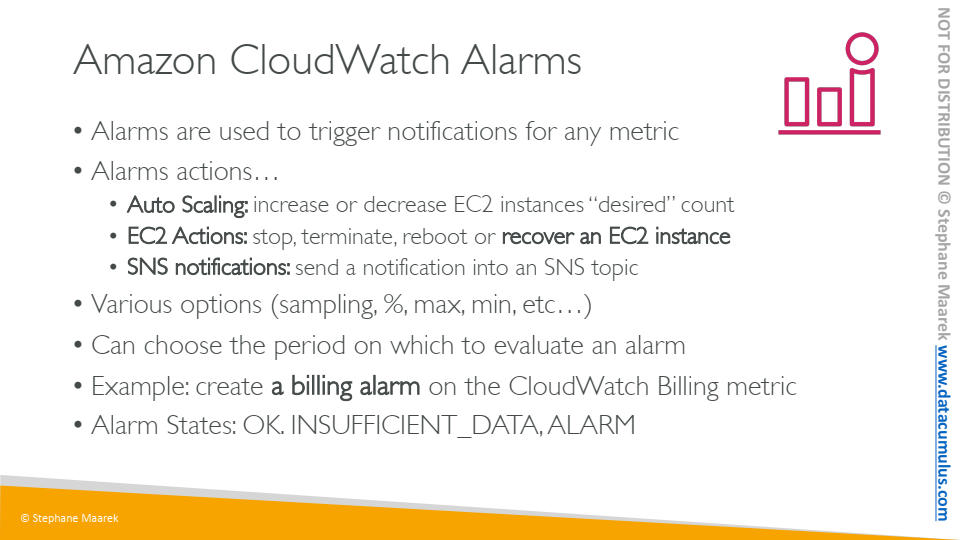 Amazon CloudWatch Alarms
• Alarms are used to trigger notifications for any metric
• Alarms actions…
• Auto Scaling: increase or decrease EC2 instances “desired” count
• EC2 Actions: stop, terminate, reboot or recover an EC2 instance
• SNS notifications: send a notification into an SNS topic
• Various options (sampling, %, max, min, etc…)
• Can choose the period on which to evaluate an alarm
• Example: create a billing alarm on the CloudWatch Billing metric
• Alarm States: OK. INSUFFICIENT_DATA, ALARM
© Stephane Maarek
NOT FOR DISTRIBUTION © Stephane Maarek www.datacumulus.com